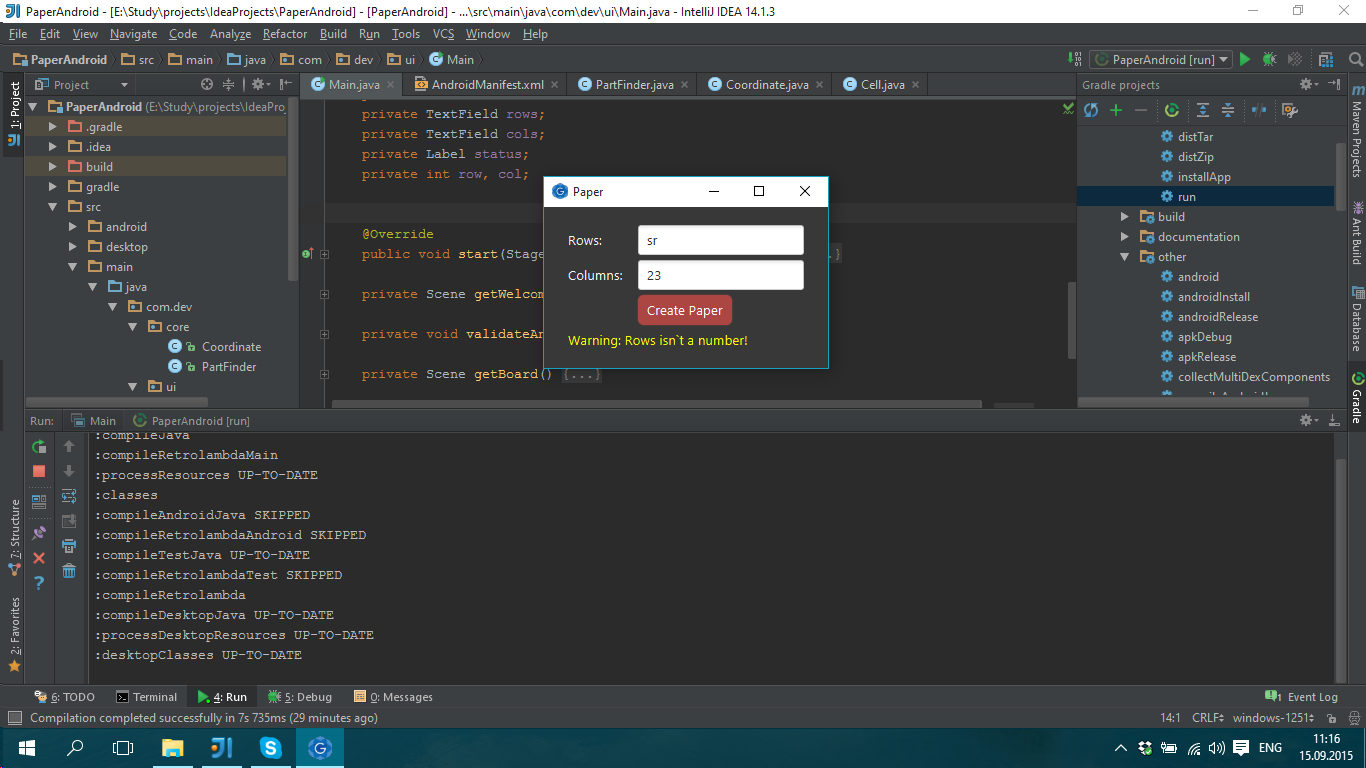 PaperAndroid - [E:\Study\projects\IdeaProjects\PaperAndroid] - [PaperAndroid] - ...\src\main\java\com\dev\ui\Main.java - IntelliJ IDEA 14.1.3
File Edit View Navigate Code Analyze Refactor Build Run Tools VCS Window Help
PaperAndroid src main java com dev ui Main PaperAndroid [run]
Project Main.java AndroidManifest.xml PartFinder.java Coordinate.java Cell.java Gradle projects
1: Project
PaperAndroid (E:\Study\projects\IdeaPro
.gradle
.idea
build
gradle
src
android
desktop
main
java
com.dev
core
Coordinate
PartFinder
ui
private TextField rows;
private TextField cols;
private Label status;
private int row, col;
@Override
public void start(Stage
private Scene getWelcom
private void validateAn
private Scene getBoard() {...}
Paper
Rows: sr
Columns: 23
Create Paper
Warning: Rows isn`t a number!
distTar
distZip
installApp
run
build
documentation
other
android
androidInstall
androidRelease
apkDebug
apkRelease
collectMultiDexComponents
Maven Projects
Ant Build
Database
Gradle
Run: Main PaperAndroid [run]
:compileJava
:compileRetrolambdaMain
:processResources UP-TO-DATE
:classes
:compileAndroidJava SKIPPED
:compileRetrolambdaAndroid SKIPPED
:compileTestJava UP-TO-DATE
:compileRetrolambdaTest SKIPPED
:compileRetrolambda
:compileDesktopJava UP-TO-DATE
:processDesktopResources UP-TO-DATE
:desktopClasses UP-TO-DATE
7: Structure
2: Favorites
6: TODO Terminal 4: Run 5: Debug 0: Messages 1 Event Log
Compilation completed successfully in 7s 735ms (29 minutes ago) 14:1 CRLF windows-1251
ENG 11:16
15.09.2015